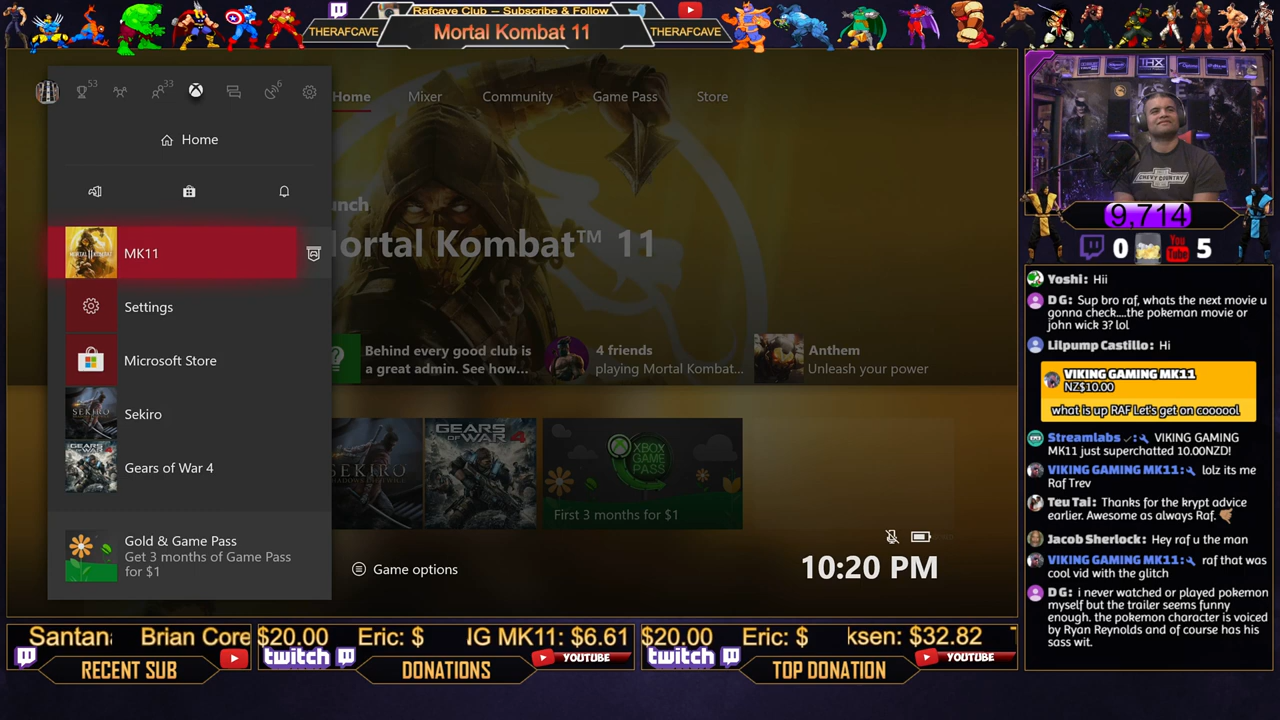 Rafcave Club - Subscribe & Follow
THERAFCAVE
Mortal Kombat 11
THERAFCAVE
53
33
6
Home
Home
Mixer
Community
Game Pass
Store
MK11
Settings
Microsoft Store
Sekiro
Gears of War 4
Gold & Game Pass
Get 3 months of Game Pass
for $1
unch
ortal Kombat™ 11
Behind every good club is
a great admin. See how...
4 friends
playing Mortal Kombat...
Anthem
Unleash your power
SEKIRO
GEARS
OF WAR 4
XBOX
GAME
PASS
First 3 months for $1
Game options
10:20 PM
THX
CHEVY COUNTRY
9,714
0
You
Tube
5
Yoshi: Hii
D G: Sup bro raf, whats the next movie u
gonna check....the pokeman movie or
john wick 3? lol
Lilpump Castillo: Hi
VIKING GAMING MK11
NZ$10.00
what is up RAF Let's get on coooool
Streamlabs: VIKING GAMING
MK11 just superchatted 10.00NZD!
VIKING GAMING MK11: lolz its me
Raf Trev
Teu Tai: Thanks for the krypt advice
earlier. Awesome as always Raf.
Jacob Sherlock: Hey raf u the man
VIKING GAMING MK11: raf that was
cool vid with the glitch
D G: i never watched or played pokemon
myself but the trailer seems funny
enough. the pokemon character is voiced
by Ryan Reynolds and of course has his
sass wit.
Santan Brian Core
RECENT SUB
$20.00 Eric: $ IG MK11: $6.61
twitch
DONATIONS
YOUTUBE
$20.00 Eric: $ ksen: $32.82
twitch
TOP DONATION
YOUTUBE